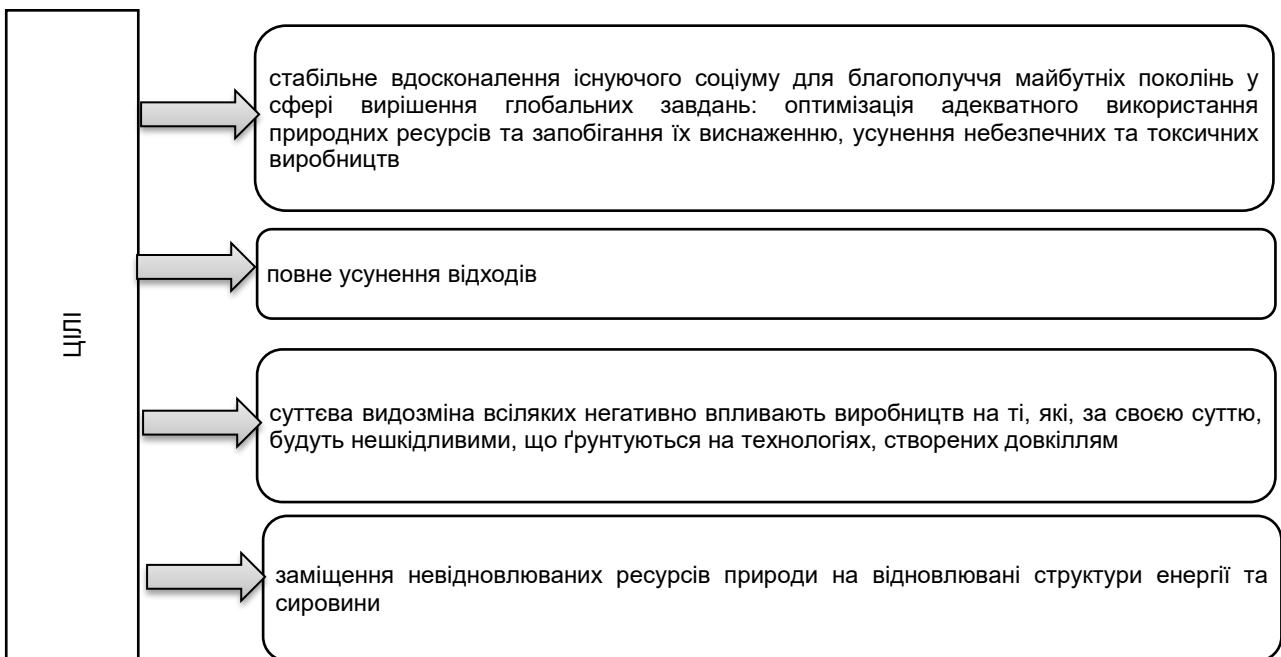 ЦІЛІ
стабільне вдосконалення існуючого соціуму для благополуччя майбутніх поколінь у
сфері вирішення глобальних завдань: оптимізація адекватного використання
природних ресурсів та запобігання їх виснаженню, усунення небезпечних та токсичних
виробництв
повне усунення відходів
суттєва видозміна всіляких негативно впливають виробництв на ті, які, за своєю суттю,
будуть нешкідливими, що ґрунтуються на технологіях, створених довкіллям
заміщення невідновлюваних ресурсів природи на відновлювані структури енергії та
сировини